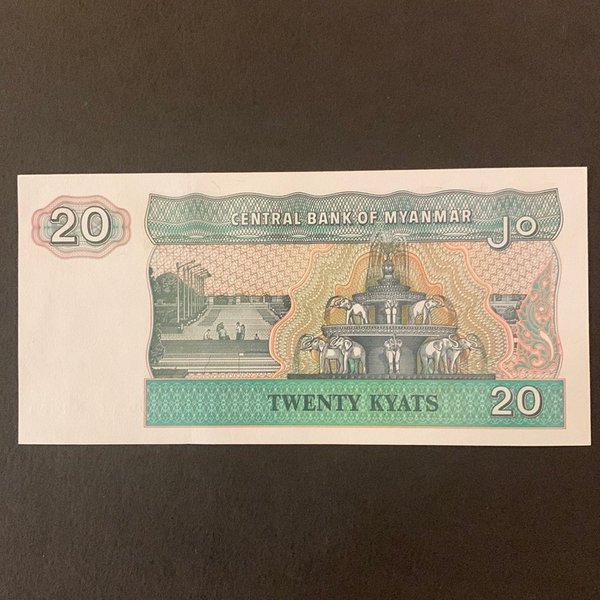 20
CENTRAL BANK OF MYANMAR
၂၀
TWENTY KYATS
20